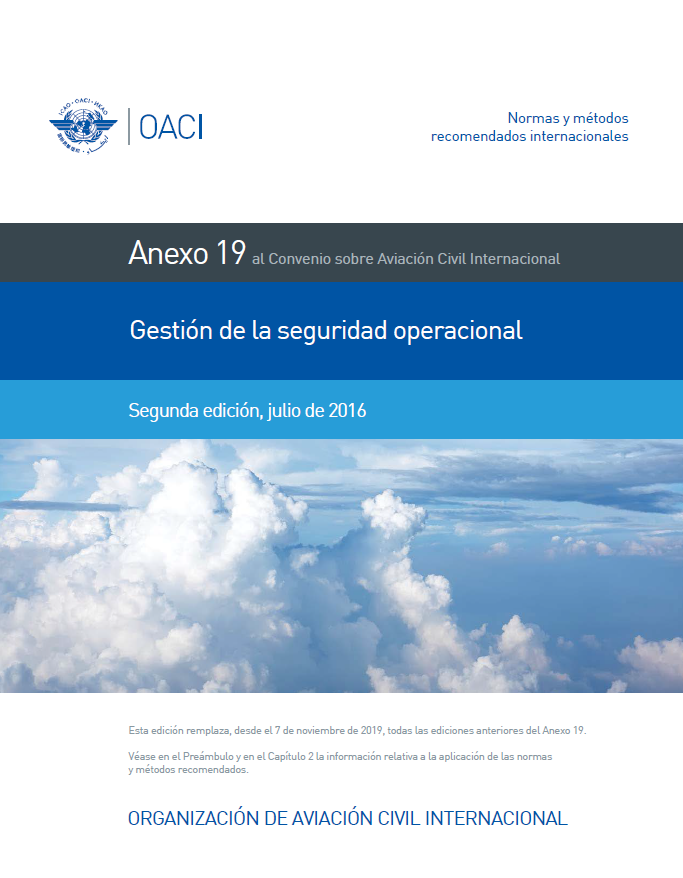 ICAO · OACI · ИКАО
OACI
Normas y métodos
recomendados internacionales
Anexo 19 al Convenio sobre Aviación Civil Internacional
Gestión de la seguridad operacional
Segunda edición, julio de 2016
Esta edición remplaza, desde el 7 de noviembre de 2019, todas las ediciones anteriores del Anexo 19.
Véase en el Preámbulo y en el Capítulo 2 la información relativa a la aplicación de las normas
y métodos recomendados.
ORGANIZACIÓN DE AVIACIÓN CIVIL INTERNACIONAL